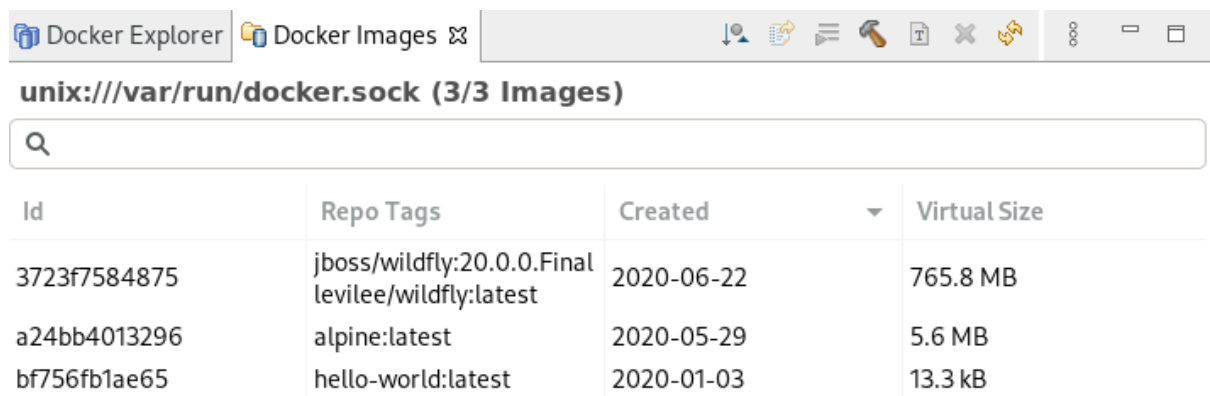 Docker Explorer Docker Images
unix:///var/run/docker.sock (3/3 Images)
Id Repo Tags Created Virtual Size
3723f7584875 jboss/wildfly:20.0.0.Final 2020-06-22 765.8 MB
levilee/wildfly:latest
a24bb4013296 alpine:latest 2020-05-29 5.6 MB
bf756fb1ae65 hello-world:latest 2020-01-03 13.3 kB